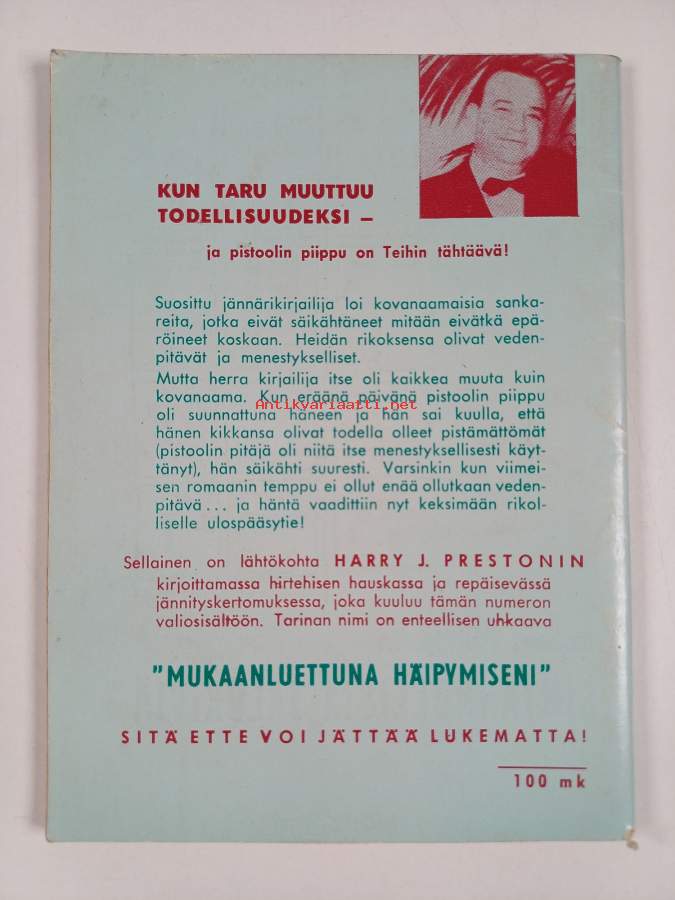 KUN TARU MUUTTUU
TODELLISUUDEKSI –
ja pistoolin piippu on Teihin tähtäävä!
Suosittu jännärikirjailija loi kovanaamaisia sanka-
reita, jotka eivät säikähtäneet mitään eivätkä epä-
röineet koskaan. Heidän rikoksensa olivat veden-
pitävät ja menestykselliset.
Mutta herra kirjailija itse oli kaikkea muuta kuin
kovanaama. Kun eräänä päivänä pistoolin piippu
Antikvariaatti.net
oli suunnattuna häneen ja hän sai kuulla, että
hänen kikkansa olivat todella olleet pistämättömät
(pistoolin pitäjä oli niitä itse menestyksellisesti käyt-
tänyt), hän säikähti suuresti. Varsinkin kun viimei-
sen romaanin temppu ei ollut enää ollutkaan veden-
pitävä... ja häntä vaadittiin nyt keksimään rikol-
liselle ulospääsytie!
Sellainen on lähtökohta HARRY J. PRESTONIN
kirjoittamassa hirtehisen hauskassa ja repäisevässä
jännityskertomuksessa, joka kuuluu tämän numeron
valiosisältöön. Tarinan nimi on enteellisen uhkaava
"MUKAANLUETTUNA HÄIPYMISENI"
SITÄ ETTE VOI JÄTTÄÄ LUKEMATTA!
100 mk